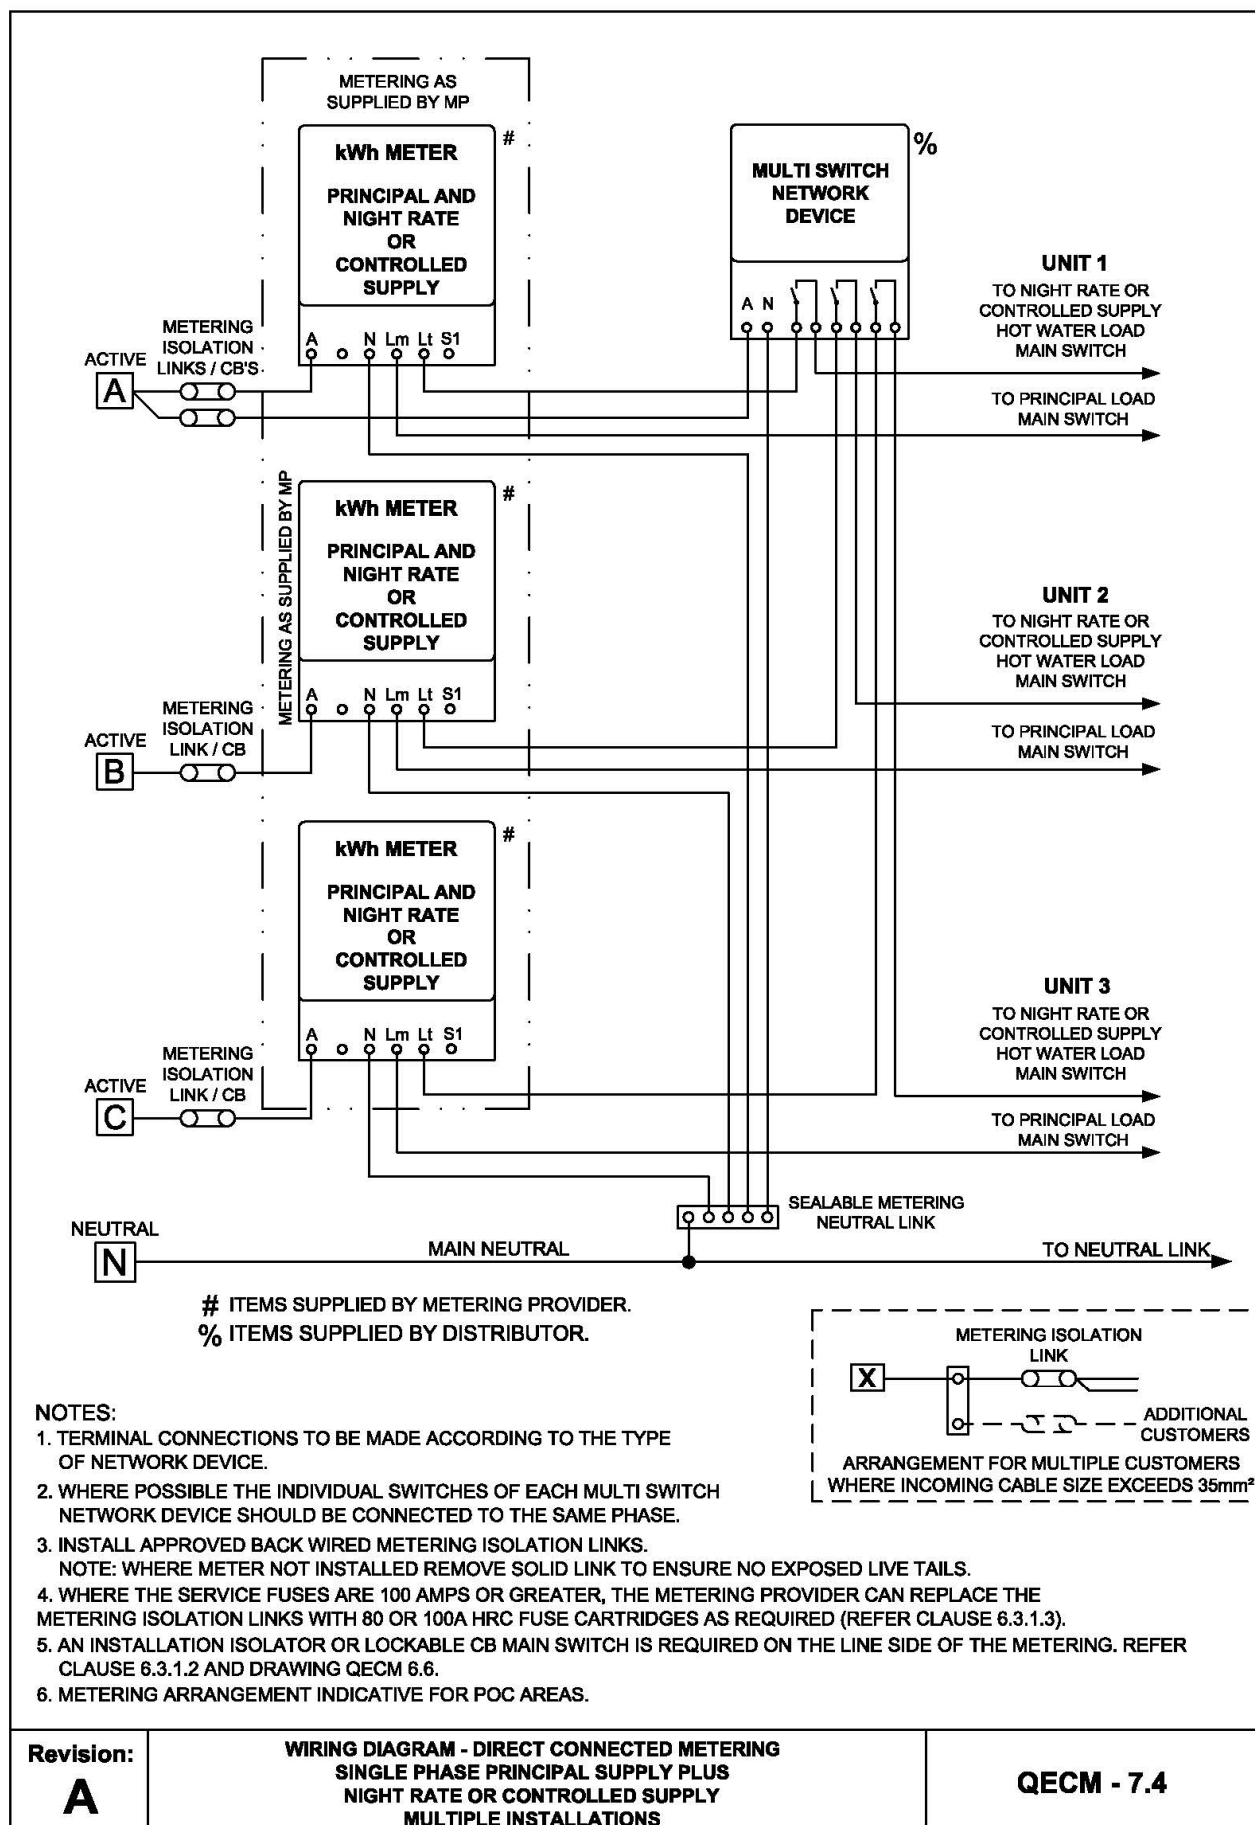 METERING AS
SUPPLIED BY MP
#
kWh METER
PRINCIPAL AND
NIGHT RATE
OR
CONTROLLED
SUPPLY
A N Lm Lt S1
%
MULTI SWITCH
NETWORK
DEVICE
A N
METERING
ISOLATION
LINKS / CB'S
ACTIVE
A
UNIT 1
TO NIGHT RATE OR
CONTROLLED SUPPLY
HOT WATER LOAD
MAIN SWITCH
TO PRINCIPAL LOAD
MAIN SWITCH
METERING AS SUPPLIED BY MP
#
kWh METER
PRINCIPAL AND
NIGHT RATE
OR
CONTROLLED
SUPPLY
A N Lm Lt S1
METERING
ISOLATION
LINK / CB
ACTIVE
B
UNIT 2
TO NIGHT RATE OR
CONTROLLED SUPPLY
HOT WATER LOAD
MAIN SWITCH
TO PRINCIPAL LOAD
MAIN SWITCH
#
kWh METER
PRINCIPAL AND
NIGHT RATE
OR
CONTROLLED
SUPPLY
A N Lm Lt S1
METERING
ISOLATION
LINK / CB
ACTIVE
C
UNIT 3
TO NIGHT RATE OR
CONTROLLED SUPPLY
HOT WATER LOAD
MAIN SWITCH
TO PRINCIPAL LOAD
MAIN SWITCH
SEALABLE METERING
NEUTRAL LINK
NEUTRAL
N
MAIN NEUTRAL
TO NEUTRAL LINK
# ITEMS SUPPLIED BY METERING PROVIDER.
% ITEMS SUPPLIED BY DISTRIBUTOR.
METERING ISOLATION
LINK
X
ADDITIONAL
CUSTOMERS
ARRANGEMENT FOR MULTIPLE CUSTOMERS
WHERE INCOMING CABLE SIZE EXCEEDS 35mm²
NOTES:
1. TERMINAL CONNECTIONS TO BE MADE ACCORDING TO THE TYPE
OF NETWORK DEVICE.
2. WHERE POSSIBLE THE INDIVIDUAL SWITCHES OF EACH MULTI SWITCH
NETWORK DEVICE SHOULD BE CONNECTED TO THE SAME PHASE.
3. INSTALL APPROVED BACK WIRED METERING ISOLATION LINKS.
NOTE: WHERE METER NOT INSTALLED REMOVE SOLID LINK TO ENSURE NO EXPOSED LIVE TAILS.
4. WHERE THE SERVICE FUSES ARE 100 AMPS OR GREATER, THE METERING PROVIDER CAN REPLACE THE
METERING ISOLATION LINKS WITH 80 OR 100A HRC FUSE CARTRIDGES AS REQUIRED (REFER CLAUSE 6.3.1.3).
5. AN INSTALLATION ISOLATOR OR LOCKABLE CB MAIN SWITCH IS REQUIRED ON THE LINE SIDE OF THE METERING. REFER
CLAUSE 6.3.1.2 AND DRAWING QECM 6.6.
6. METERING ARRANGEMENT INDICATIVE FOR POC AREAS.
Revision:
A
WIRING DIAGRAM - DIRECT CONNECTED METERING
SINGLE PHASE PRINCIPAL SUPPLY PLUS
NIGHT RATE OR CONTROLLED SUPPLY
MULTIPLE INSTALLATIONS
QECM - 7.4